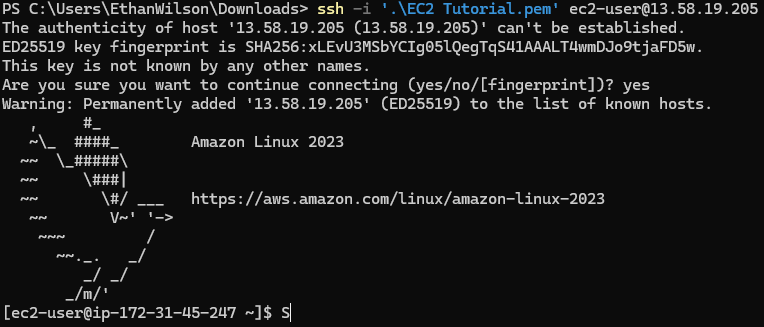 PS C:\Users\EthanWilson\Downloads> ssh -i '.\EC2 Tutorial.pem' ec2-user@13.58.19.205
The authenticity of host '13.58.19.205 (13.58.19.205)' can't be established.
ED25519 key fingerprint is SHA256:xLEvU3MSbYCIg05lQegTqS41AAALT4wmDJo9tjaFD5w.
This key is not known by any other names.
Are you sure you want to continue connecting (yes/no/[fingerprint])? yes
Warning: Permanently added '13.58.19.205' (ED25519) to the list of known hosts.
   ,     #_
   ~\_  ####_        Amazon Linux 2023
  ~~  \_#####\
  ~~     \###|
  ~~       \#/ ___   https://aws.amazon.com/linux/amazon-linux-2023
   ~~       V~' '->
    ~~~         /
      ~~._.   _/
         _/ _/
       _/m/'
[ec2-user@ip-172-31-45-247 ~]$ S